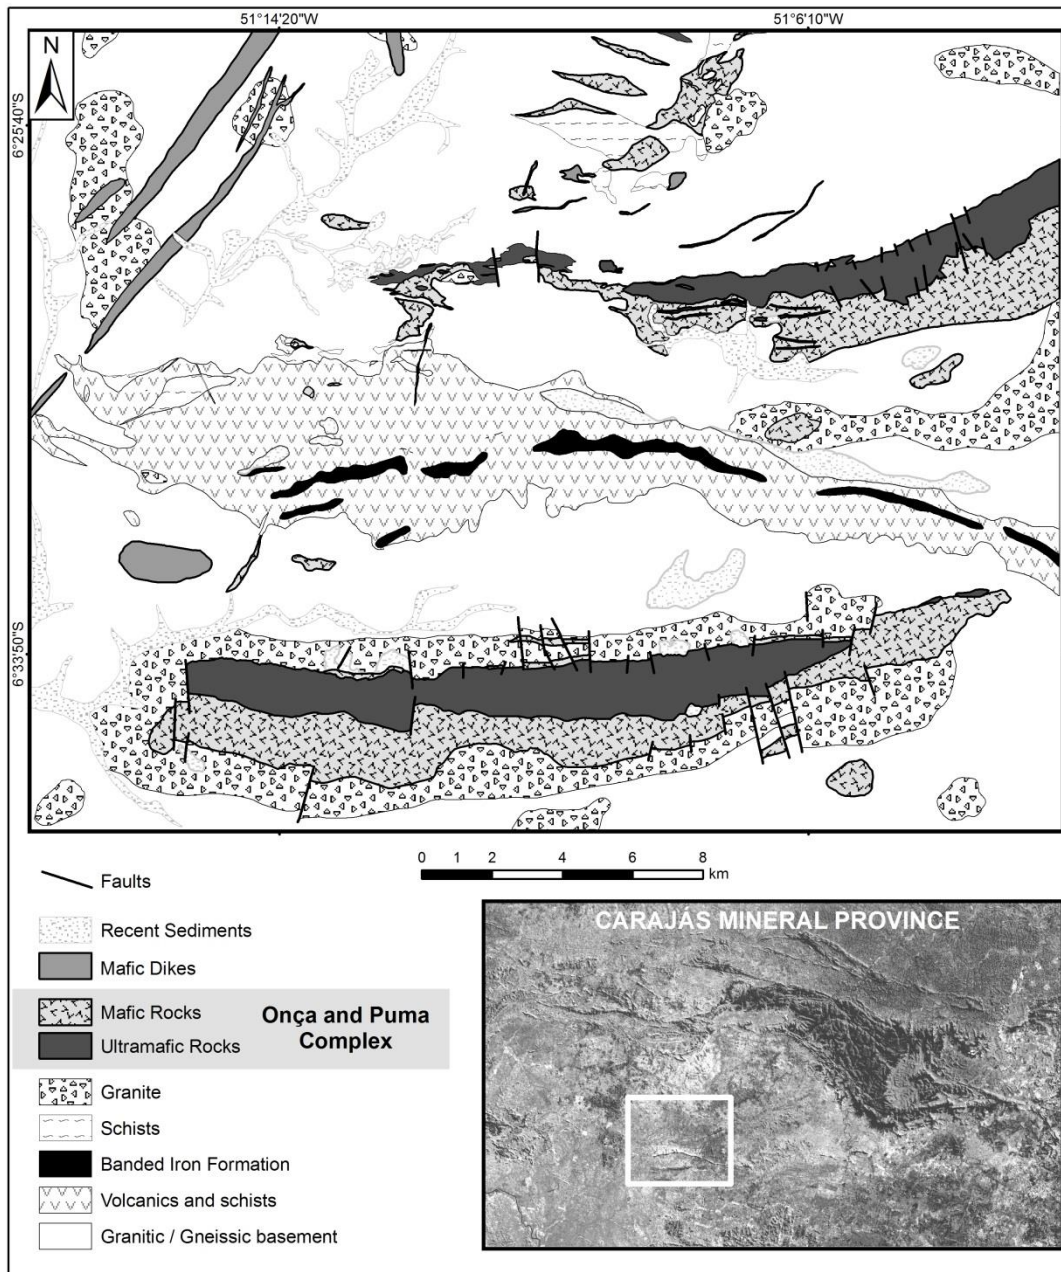 51°14'20"W
51°6'10"W
N
6°25'40"S
6°33'50"S
0 1 2 4 6 8
km
Faults
Recent Sediments
Mafic Dikes
Mafic Rocks
Ultramafic Rocks
Onça and Puma
Complex
Granite
Schists
Banded Iron Formation
Volcanics and schists
Granitic / Gneissic basement
CARAJÁS MINERAL PROVINCE